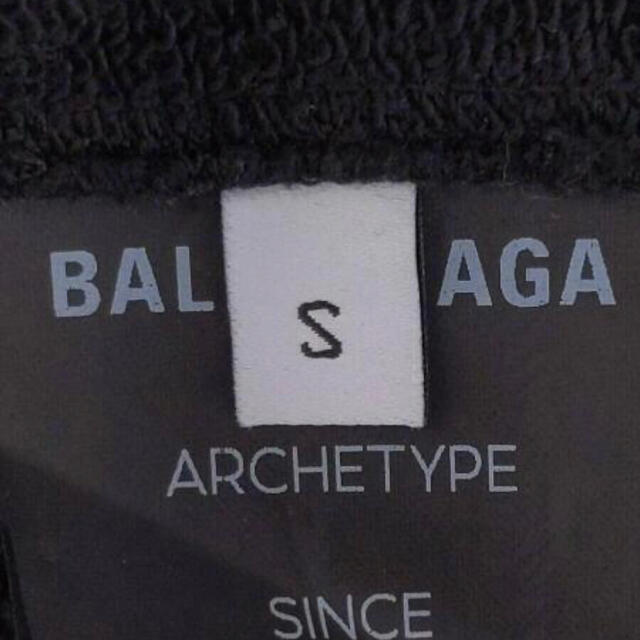 BAL AGA
S
ARCHETYPE
SINCE